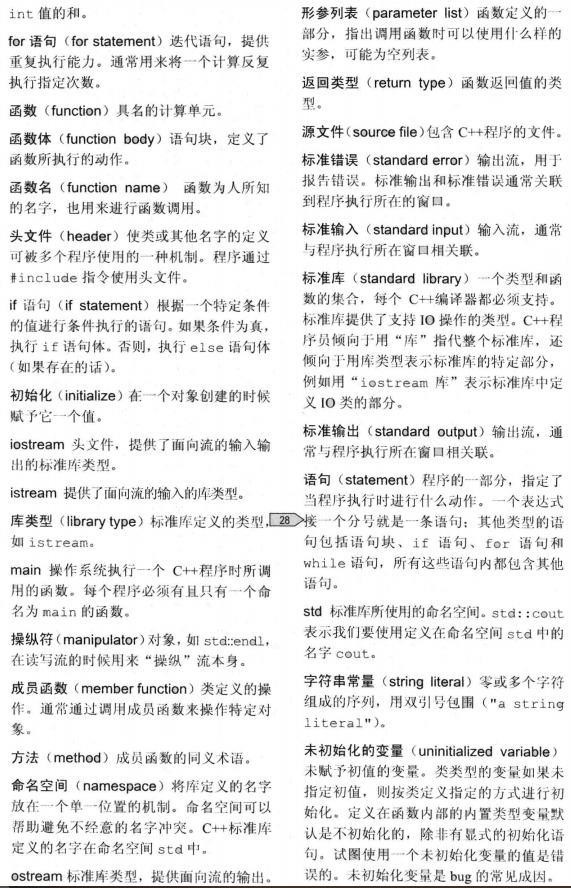 int 值的和。
for 语句（for statement）迭代语句，提供
重复执行能力。通常用来将一个计算反复
执行指定次数。
函数（function）具名的计算单元。
函数体（function body）语句块，定义了
函数所执行的动作。
函数名（function name） 函数为人所知
的名字，也用来进行函数调用。
头文件（header）使类或其他名字的定义
可被多个程序使用的一种机制。程序通过
#include 指令使用头文件。
if 语句（if statement）根据一个特定条件
的值进行条件执行的语句。如果条件为真，
执行 if 语句体。否则，执行 else 语句体
（如果存在的话）。
初始化（initialize）在一个对象创建的时候
赋予它一个值。
iostream 头文件，提供了面向流的输入输
出的标准库类型。
istream 提供了面向流的输入的库类型。
库类型（library type）标准库定义的类型，
如 istream。
main 操作系统执行一个 C++程序时所调
用的函数。每个程序必须有且只有一个命
名为 main 的函数。
操纵符（manipulator）对象，如 std::endl，
在读写流的时候用来“操纵”流本身。
成员函数（member function）类定义的操
作。通常通过调用成员函数来操作特定对
象。
方法（method）成员函数的同义术语。
命名空间（namespace）将库定义的名字
放在一个单一位置的机制。命名空间可以
帮助避免不经意的名字冲突。C++标准库
定义的名字在命名空间 std 中。
ostream 标准库类型，提供面向流的输出。
形参列表（parameter list）函数定义的一
部分，指出调用函数时可以使用什么样的
实参，可能为空列表。
返回类型（return type）函数返回值的类
型。
源文件（source file）包含 C++程序的文件。
标准错误（standard error）输出流，用于
报告错误。标准输出和标准错误通常关联
到程序执行所在的窗口。
标准输入（standard input）输入流，通常
与程序执行所在窗口相关联。
标准库（standard library）一个类型和函
数的集合，每个 C++编译器都必须支持。
标准库提供了支持 IO 操作的类型。C++程
序员倾向于用“库”指代整个标准库，还
倾向于用库类型表示标准库的特定部分，
例如用“iostream 库”表示标准库中定
义 IO 类的部分。
标准输出（standard output）输出流，通
常与程序执行所在窗口相关联。
语句（statement）程序的一部分，指定了
当程序执行时进行什么动作。一个表达式
28
接一个分号就是一条语句；其他类型的语
句包括语句块、if 语句、for 语句和
while 语句，所有这些语句内都包含其他
语句。
std 标准库所使用的命名空间。std::cout
表示我们要使用定义在命名空间 std 中的
名字 cout。
字符串常量（string literal）零或多个字符
组成的序列，用双引号包围（"a string
literal"）。
未初始化的变量（uninitialized variable）
未赋予初值的变量。类类型的变量如果未
指定初值，则按类定义指定的方式进行初
始化。定义在函数内部的内置类型变量默
认是不初始化的，除非有显式的初始化语
句。试图使用一个未初始化变量的值是错
误的。未初始化变量是 bug 的常见成因。